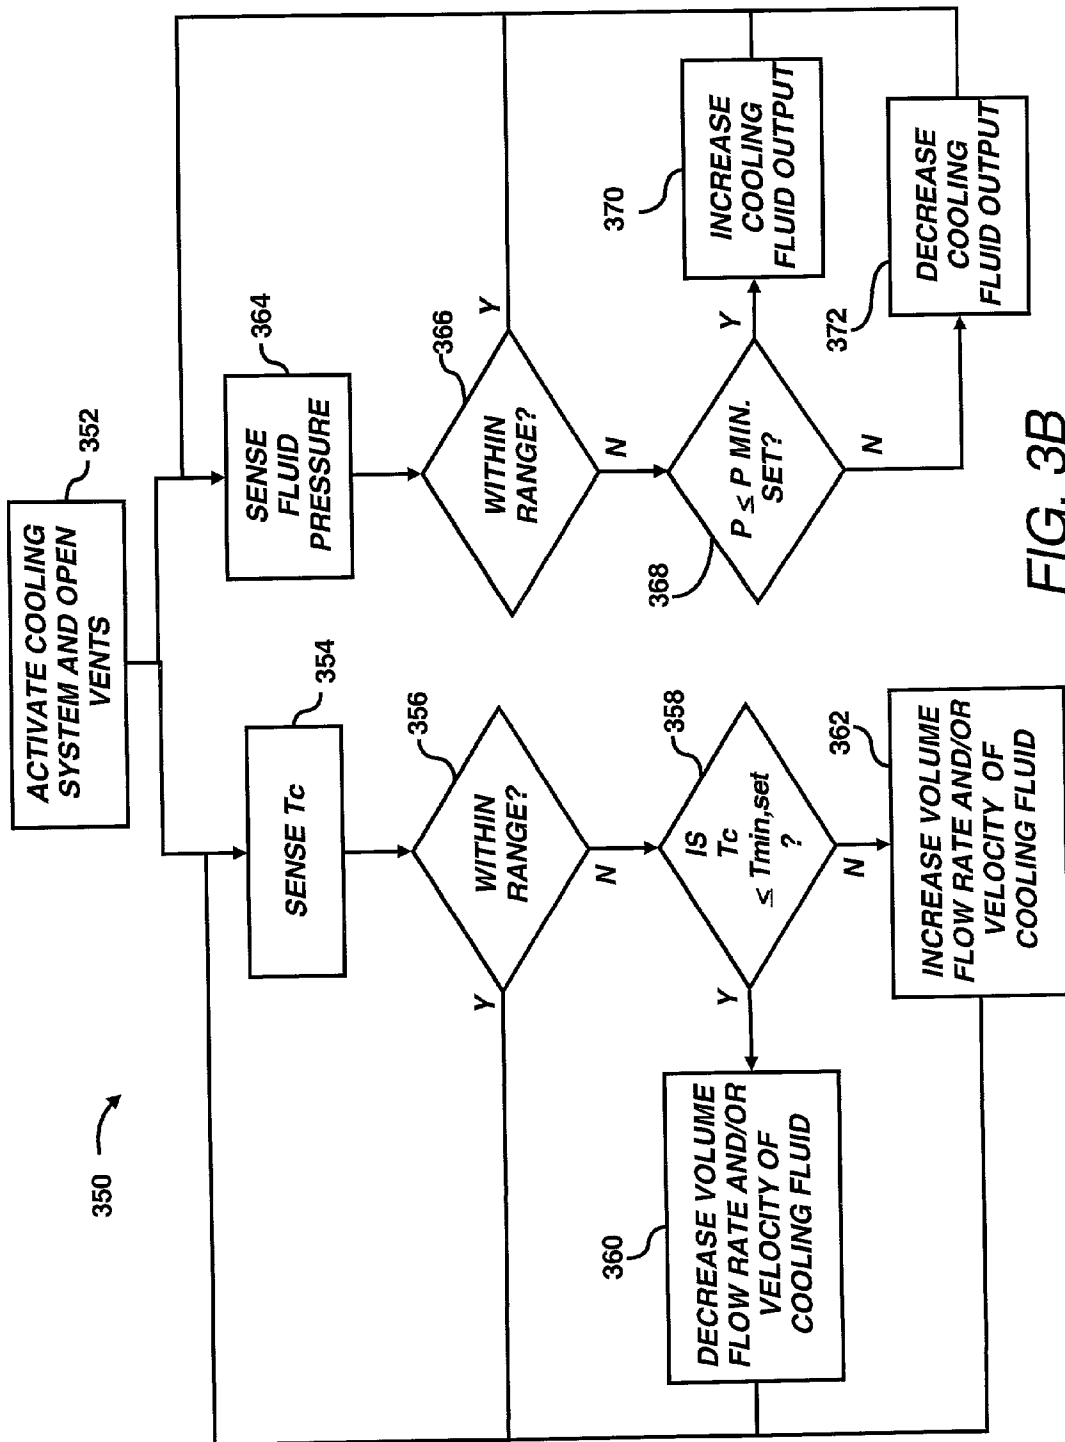 350
ACTIVATE COOLING
SYSTEM AND OPEN
VENTS
352
SENSE Tc
354
WITHIN
RANGE?
356
Y
N
IS
Tc
≤ Tmin,set
?
358
Y
N
DECREASE VOLUME
FLOW RATE AND/OR
VELOCITY OF
COOLING FLUID
360
INCREASE VOLUME
FLOW RATE AND/OR
VELOCITY OF
COOLING FLUID
362
SENSE
FLUID
PRESSURE
364
WITHIN
RANGE?
366
Y
N
P ≤ P MIN.
SET?
368
Y
N
INCREASE
COOLING
FLUID OUTPUT
370
DECREASE
COOLING
FLUID OUTPUT
372
FIG. 3B